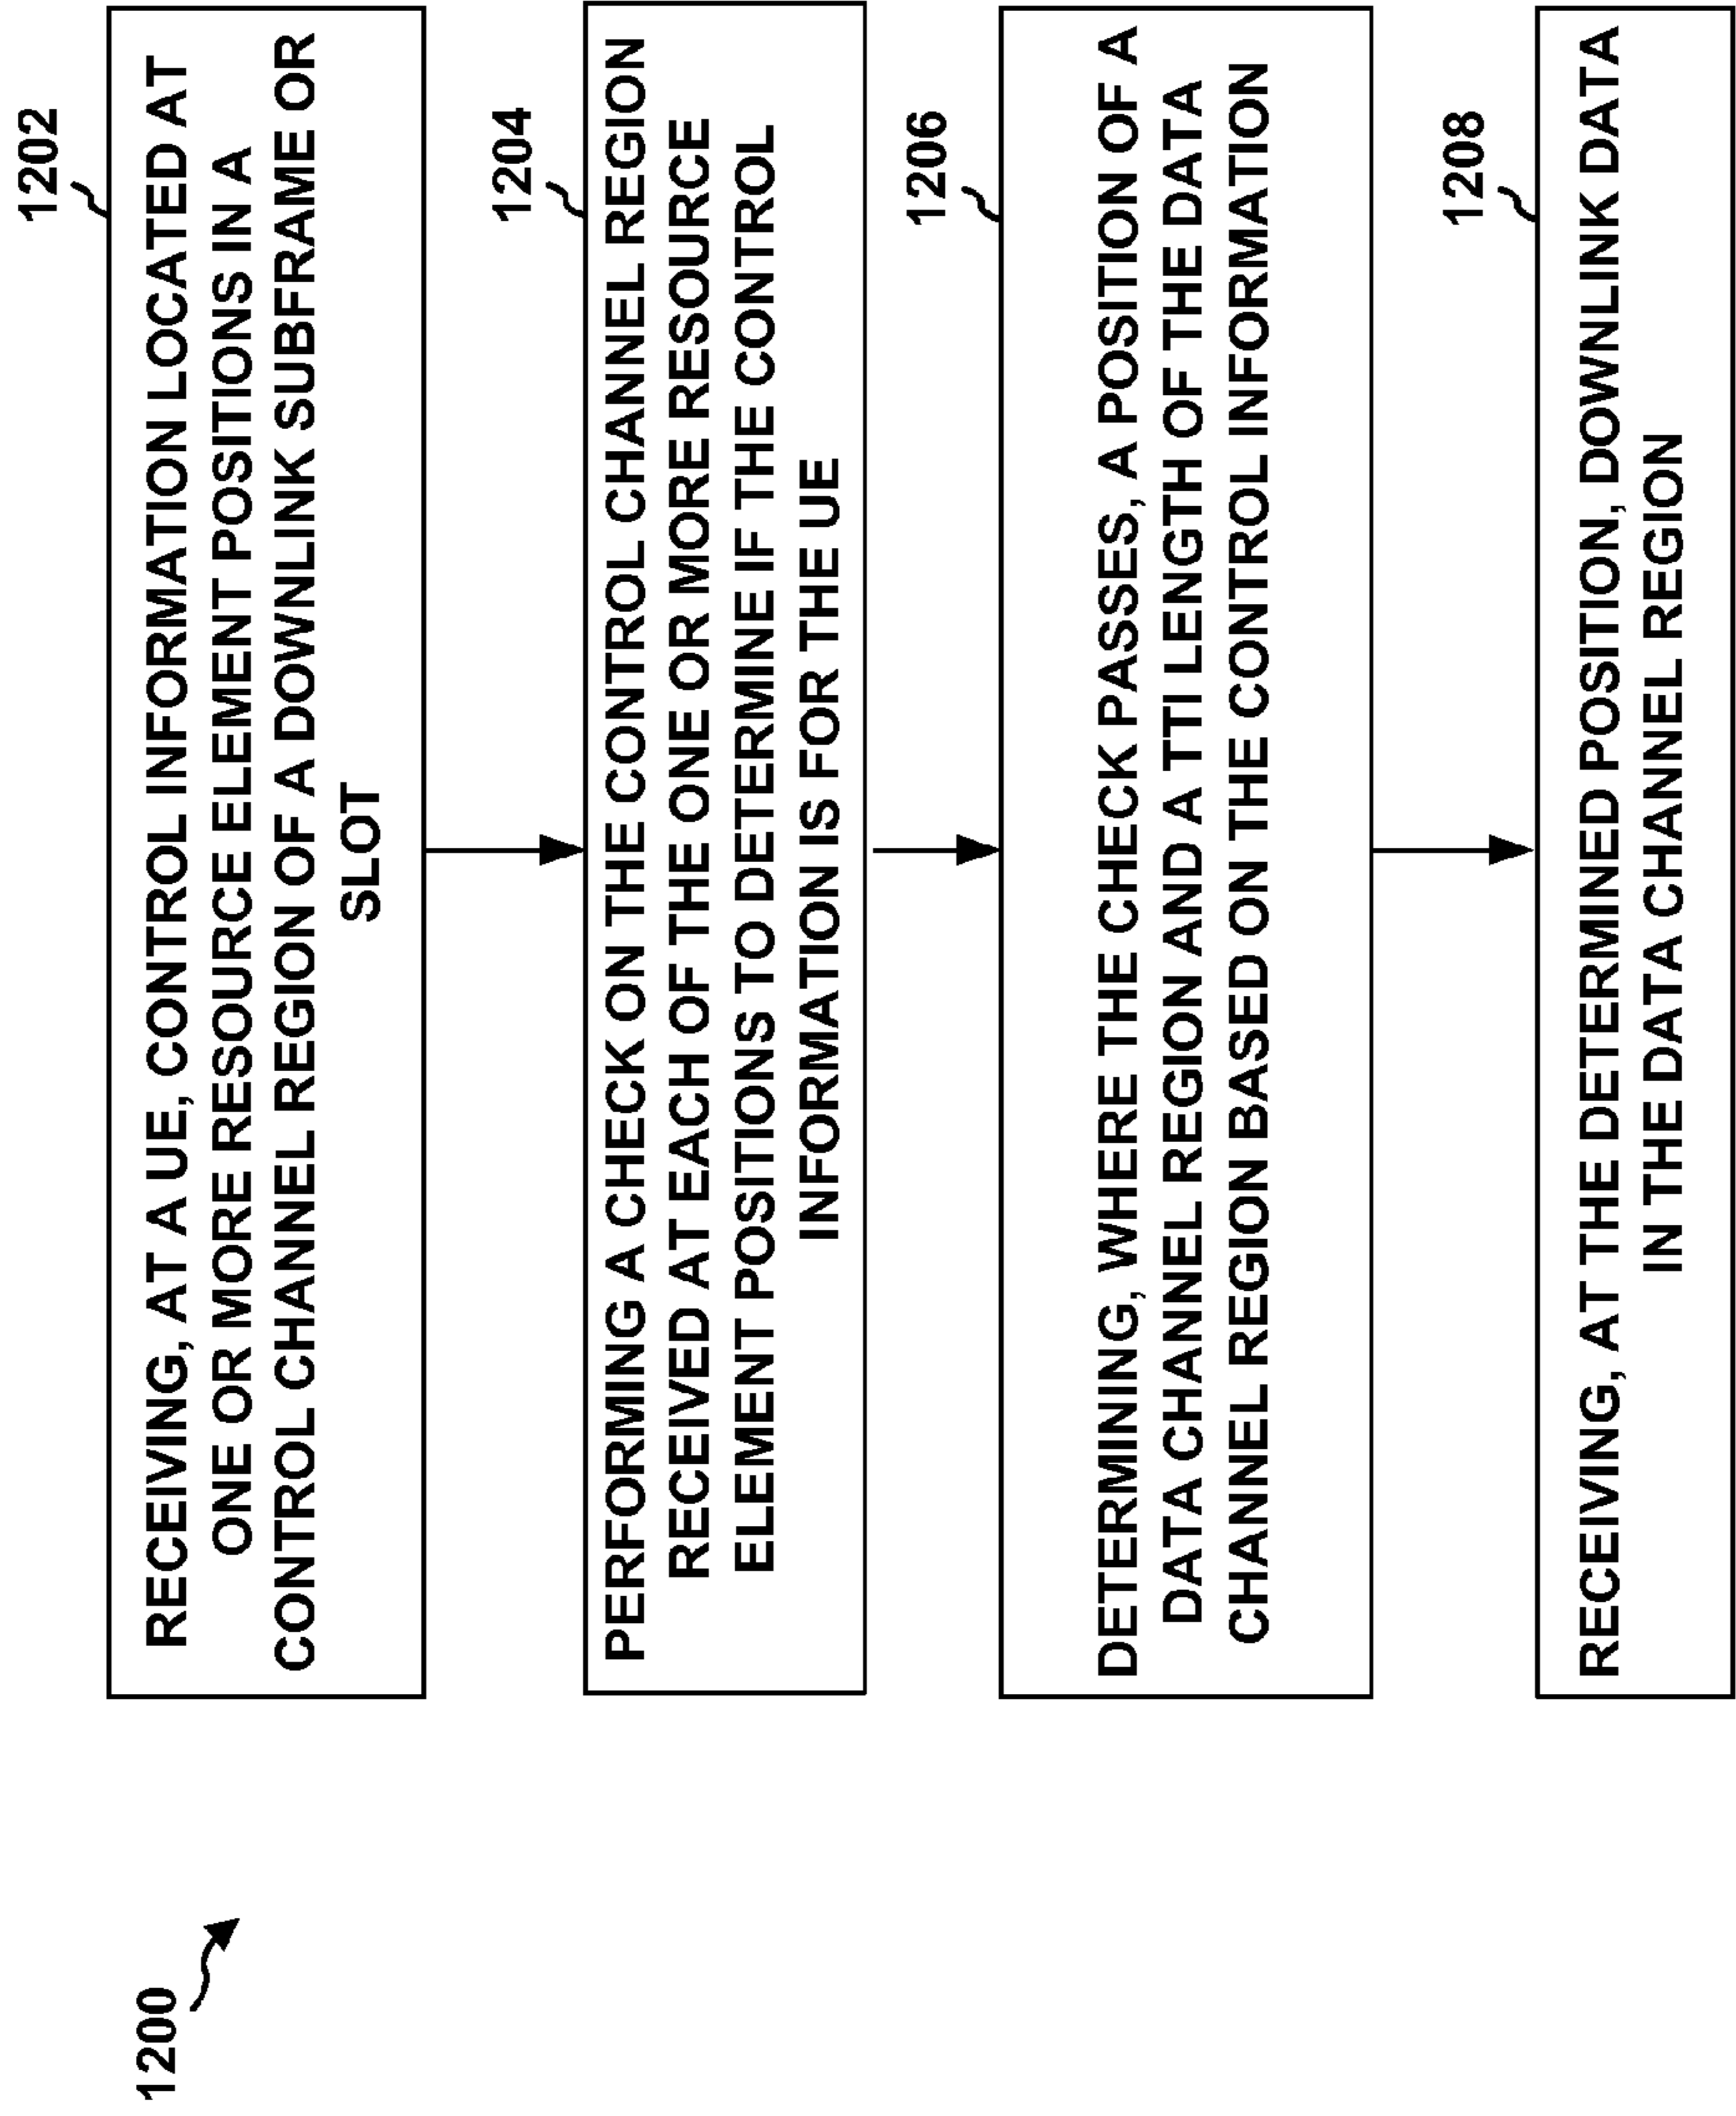 1200
1202
RECEIVING, AT A UE, CONTROL INFORMATION LOCATED AT
ONE OR MORE RESOURCE ELEMENT POSITIONS IN A
CONTROL CHANNEL REGION OF A DOWNLINK SUBFRAME OR
SLOT
1204
PERFORMING A CHECK ON THE CONTROL CHANNEL REGION
RECEIVED AT EACH OF THE ONE OR MORE RESOURCE
ELEMENT POSITIONS TO DETERMINE IF THE CONTROL
INFORMATION IS FOR THE UE
1206
DETERMINING, WHERE THE CHECK PASSES, A POSITION OF A
DATA CHANNEL REGION AND A TTI LENGTH OF THE DATA
CHANNEL REGION BASED ON THE CONTROL INFORMATION
1208
RECEIVING, AT THE DETERMINED POSITION, DOWNLINK DATA
IN THE DATA CHANNEL REGION